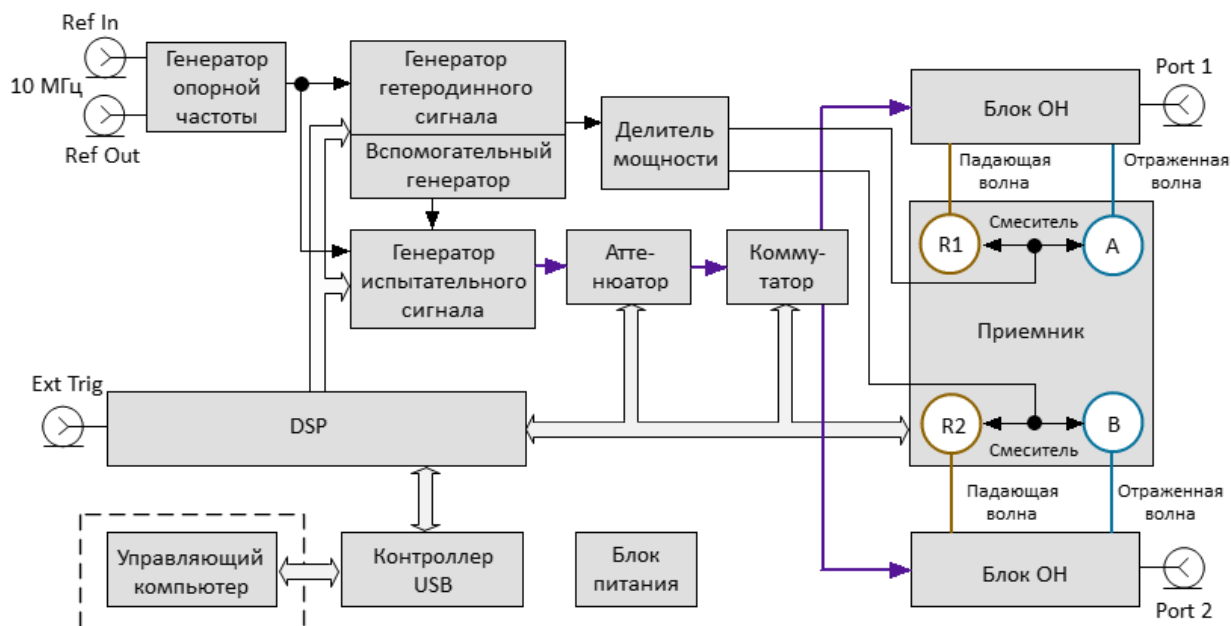 Ref In
10 МГц
Ref Out
Генератор
опорной
частоты
Генератор
гетеродинного
сигнала
Вспомогательный
генератор
Делитель
мощности
Блок ОН
Port 1
Падающая
волна
Отраженная
волна
Генератор
испытательного
сигнала
Атте-
нюатор
Комму-
татор
R1
Смеситель
A
Приемник
R2
B
Смеситель
Ext Trig
DSP
Падающая
волна
Отраженная
волна
Управляющий
компьютер
Контроллер
USB
Блок
питания
Блок ОН
Port 2